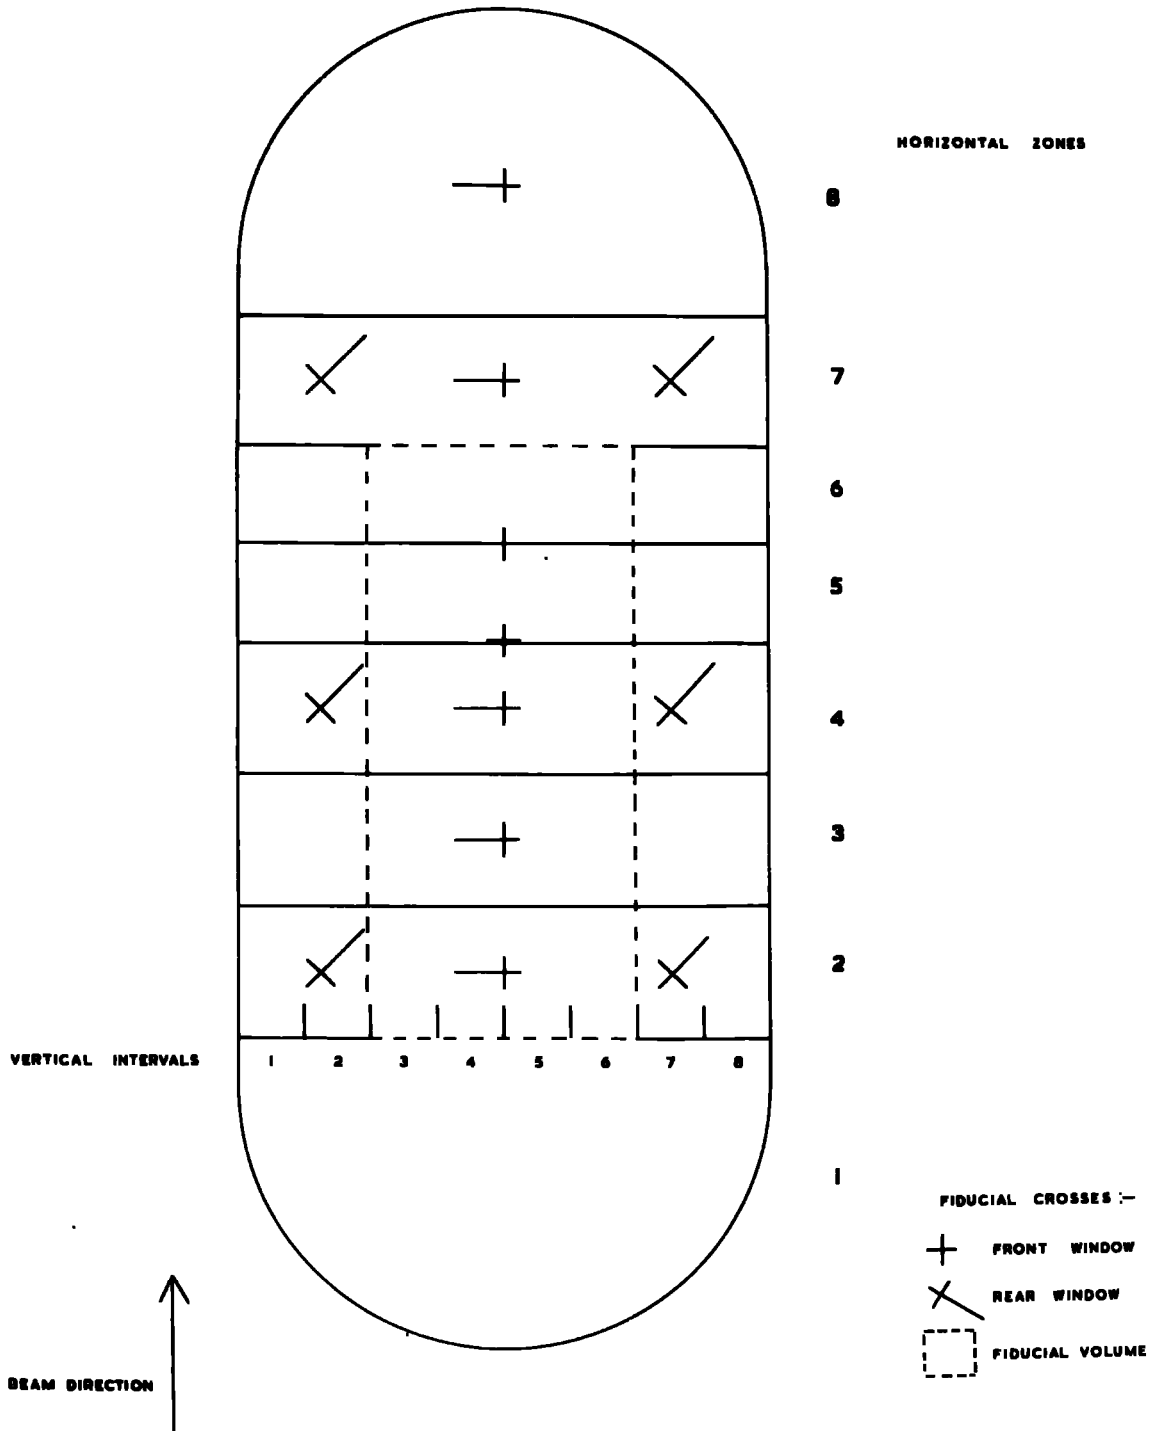 HORIZONTAL ZONES
8
7
6
5
4
3
2
VERTICAL INTERVALS 1 2 3 4 5 6 7 8
1
FIDUCIAL CROSSES :—
FRONT WINDOW
REAR WINDOW
FIDUCIAL VOLUME
BEAM DIRECTION